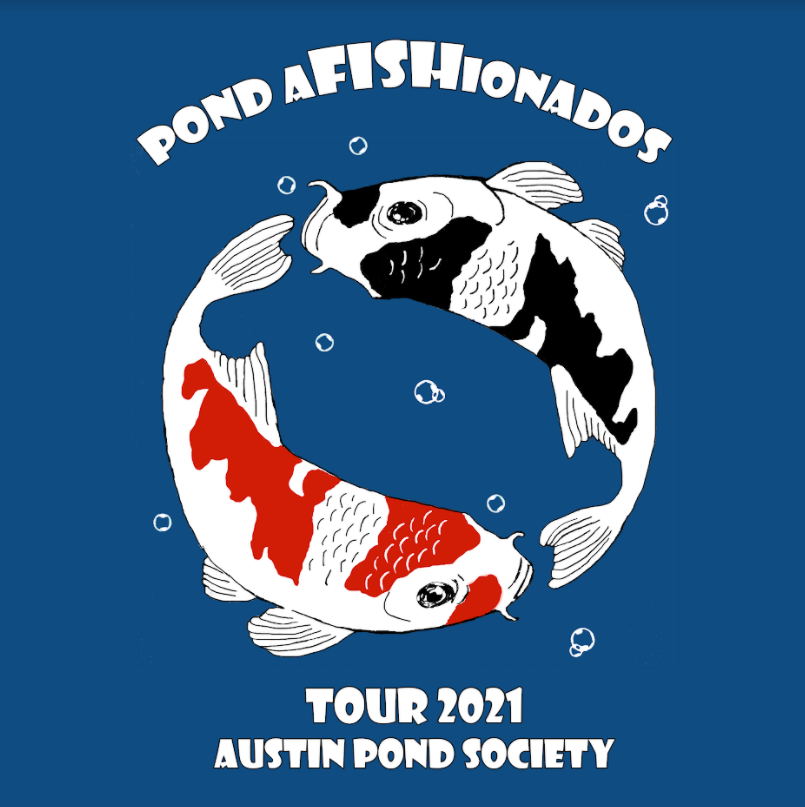 POND AFISHIONADOS
TOUR 2021
AUSTIN POND SOCIETY